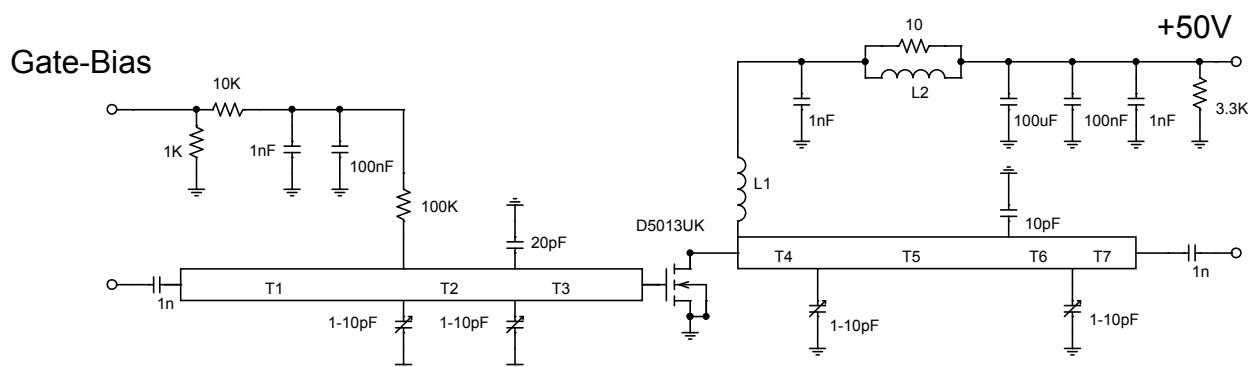 10
+50V
Gate-Bias
10K
L2
1nF
100uF
100nF
1nF
3.3K
1K
1nF
100nF
L1
100K
D5013UK
20pF
10pF
T4
T5
T6
T7
T1
T2
T3
1n
1n
1-10pF
1-10pF
1-10pF
1-10pF